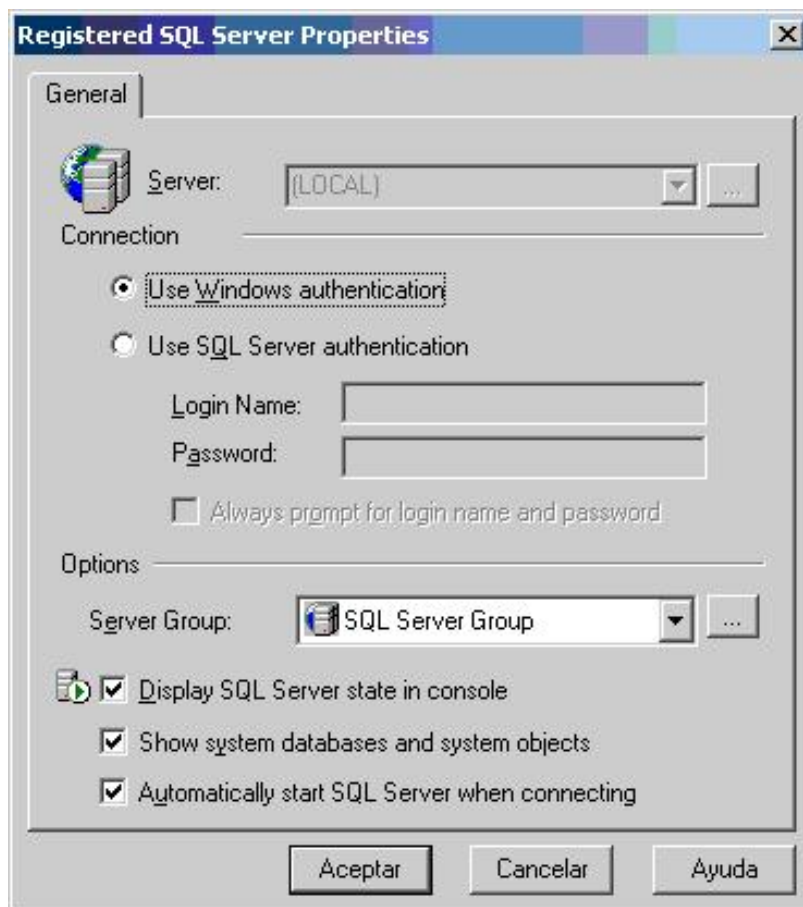 Registered SQL Server Properties
General
Server: (LOCAL) ...
Connection
Use Windows authentication
Use SQL Server authentication
Login Name:
Password:
Always prompt for login name and password
Options
Server Group: SQL Server Group ...
Display SQL Server state in console
Show system databases and system objects
Automatically start SQL Server when connecting
Aceptar Cancelar Ayuda